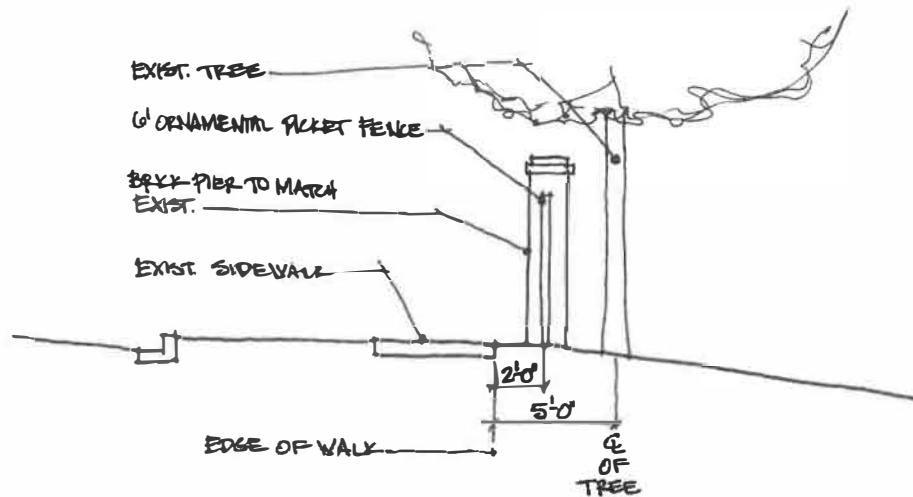 EXIST. TREE
6' ORNAMENTAL PICKET FENCE
BRICK PIER TO MATCH
EXIST.
EXIST. SIDEWALK
2'-0"
5'-0"
EDGE OF WALK
℄
OF
TREE